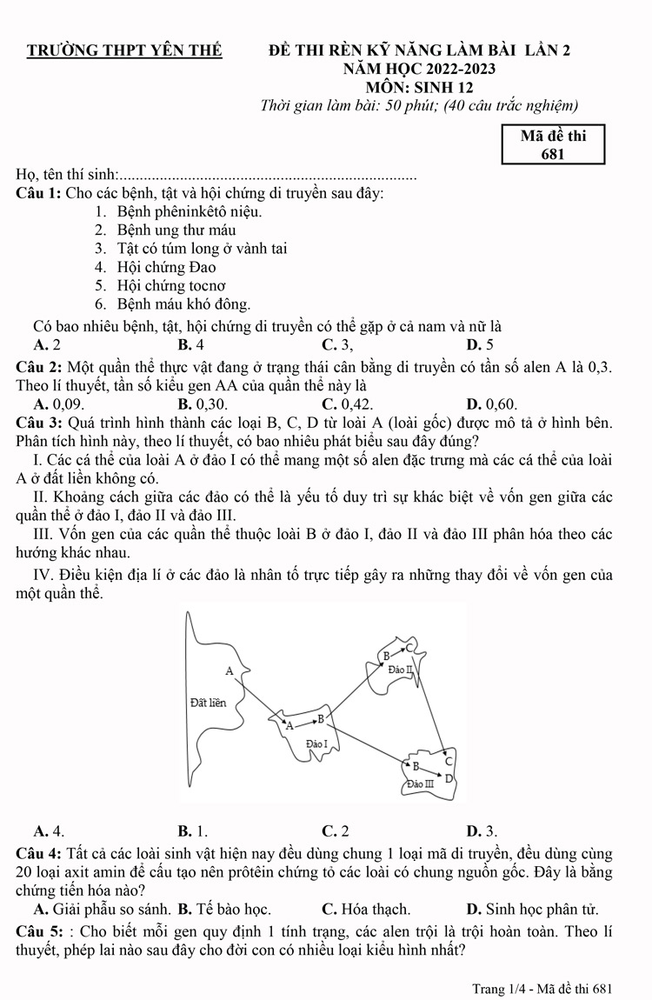 TRƯỜNG THPT YÊN THẾ
ĐỀ THI RÈN KỸ NĂNG LÀM BÀI LẦN 2
NĂM HỌC 2022-2023
MÔN: SINH 12
Thời gian làm bài: 50 phút; (40 câu trắc nghiệm)
Mã đề thi
681
Họ, tên thí sinh:..........................................................................
Câu 1: Cho các bệnh, tật và hội chứng di truyền sau đây:
1. Bệnh phêninkêtô niệu.
2. Bệnh ung thư máu
3. Tật có túm long ở vành tai
4. Hội chứng Đao
5. Hội chứng tocnơ
6. Bệnh máu khó đông.
Có bao nhiêu bệnh, tật, hội chứng di truyền có thể gặp ở cả nam và nữ là
A. 2 B. 4 C. 3, D. 5
Câu 2: Một quần thể thực vật đang ở trạng thái cân bằng di truyền có tần số alen A là 0,3.
Theo lí thuyết, tần số kiểu gen AA của quần thể này là
A. 0,09. B. 0,30. C. 0,42. D. 0,60.
Câu 3: Quá trình hình thành các loại B, C, D từ loài A (loài gốc) được mô tả ở hình bên.
Phân tích hình này, theo lí thuyết, có bao nhiêu phát biểu sau đây đúng?
I. Các cá thể của loài A ở đảo I có thể mang một số alen đặc trưng mà các cá thể của loài
A ở đất liền không có.
II. Khoảng cách giữa các đảo có thể là yếu tố duy trì sự khác biệt về vốn gen giữa các
quần thể ở đảo I, đảo II và đảo III.
III. Vốn gen của các quần thể thuộc loài B ở đảo I, đảo II và đảo III phân hóa theo các
hướng khác nhau.
IV. Điều kiện địa lí ở các đảo là nhân tố trực tiếp gây ra những thay đổi về vốn gen của
một quần thể.
B C
A Đảo II
Đất liền
A B
Đảo I
B C
D
Đảo III
A. 4. B. 1. C. 2 D. 3.
Câu 4: Tất cả các loài sinh vật hiện nay đều dùng chung 1 loại mã di truyền, đều dùng cùng
20 loại axit amin để cấu tạo nên prôtêin chứng tỏ các loài có chung nguồn gốc. Đây là bằng
chứng tiến hóa nào?
A. Giải phẫu so sánh. B. Tế bào học. C. Hóa thạch. D. Sinh học phân tử.
Câu 5: : Cho biết mỗi gen quy định 1 tính trạng, các alen trội là trội hoàn toàn. Theo lí
thuyết, phép lai nào sau đây cho đời con có nhiều loại kiểu hình nhất?
Trang 1/4 - Mã đề thi 681